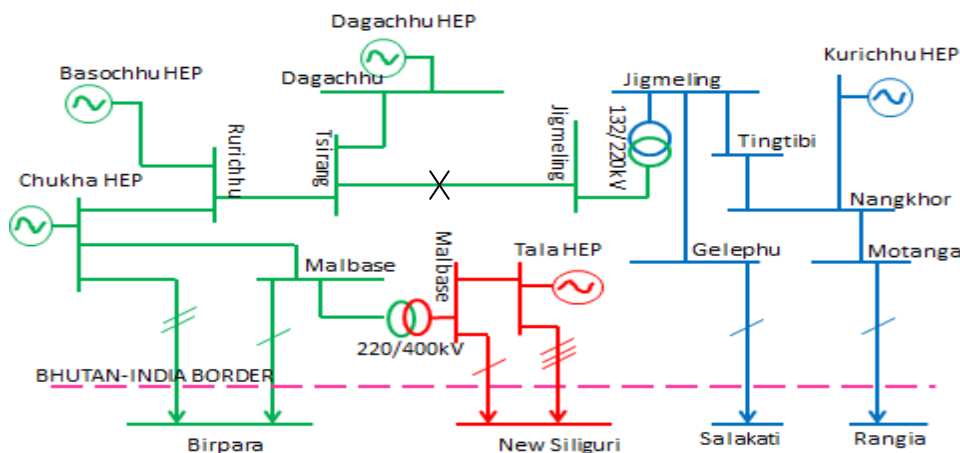 Dagachhu HEP
Kurichhu HEP
Basochhu HEP
Dagachhu
Jigmeling
132/220kV
Tingtibi
Rurichhu
Tsirang
Jigmeling
Chukha HEP
Nangkhor
Malbase
Malbase
Tala HEP
Gelephu
Motanga
220/400kV
BHUTAN-INDIA BORDER
Birpara
New Siliguri
Salakati
Rangia